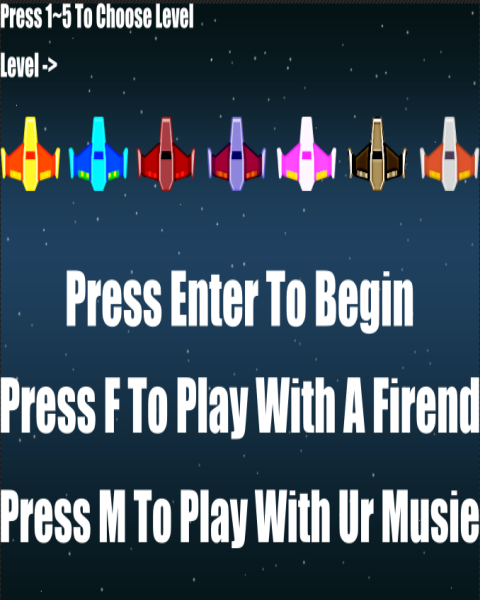 Press 1~5 To Choose Level
Level ->
Press Enter To Begin
Press F To Play With A Firend
Press M To Play With Ur Musie